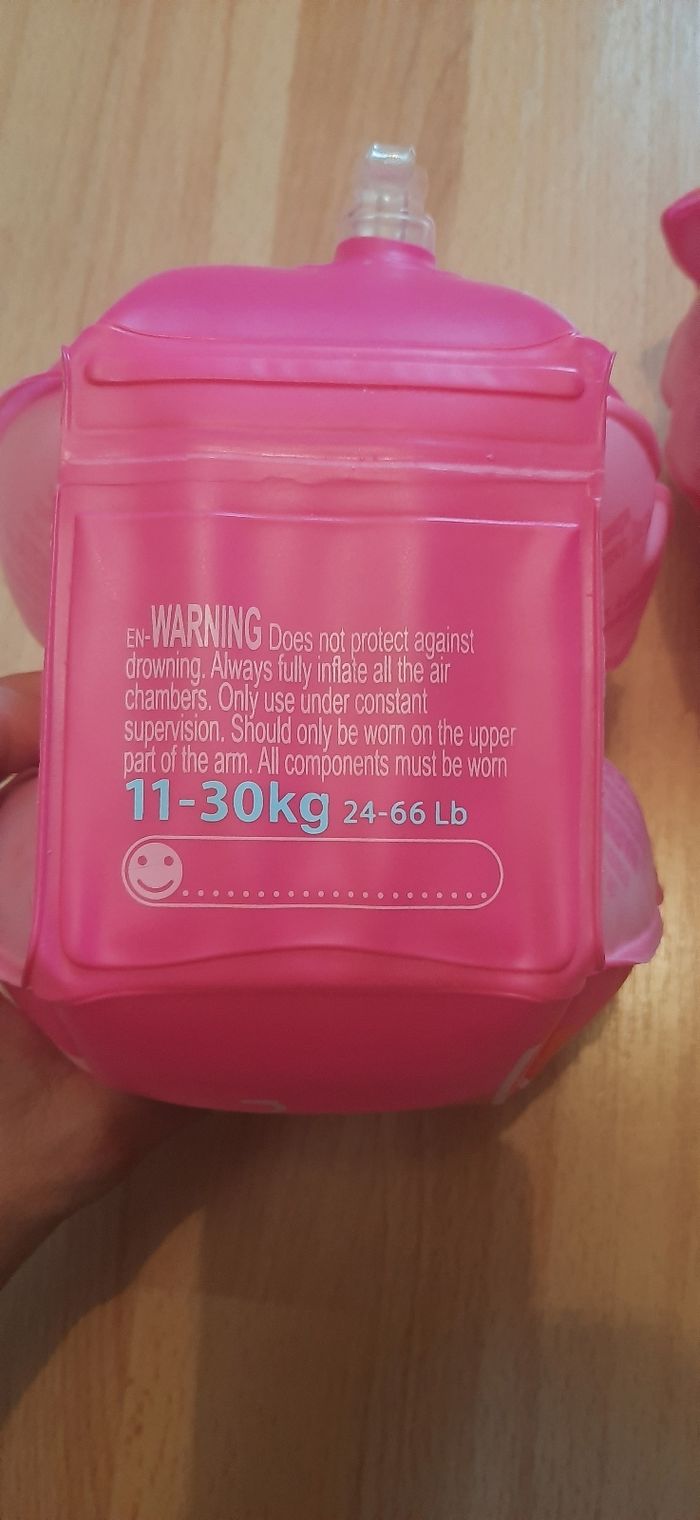 EN-WARNING Does not protect against
drowning. Always fully inflate all the air
chambers. Only use under constant
supervision. Should only be worn on the upper
part of the arm. All components must be worn
11-30kg 24-66 Lb